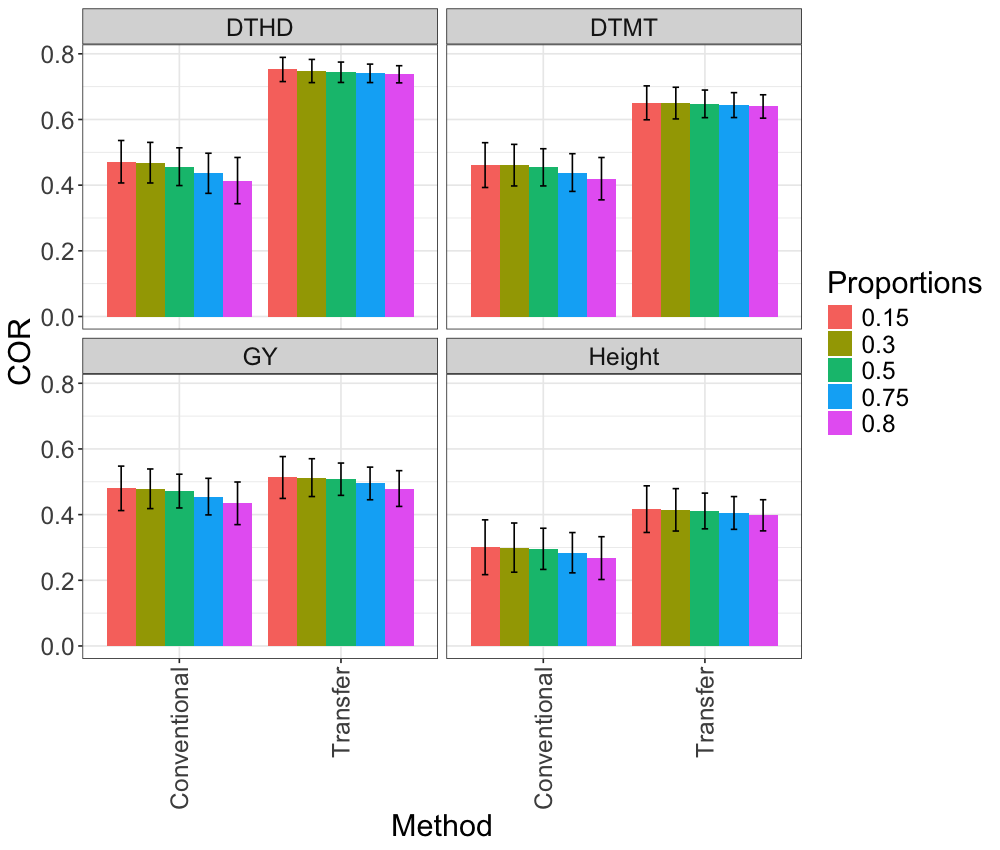 DTHD
DTMT
0.8
0.6
0.4
0.2
0.0
GY
Height
0.8
0.6
0.4
0.2
0.0
COR
Conventional
Transfer
Conventional
Transfer
Method
Proportions
0.15
0.3
0.5
0.75
0.8